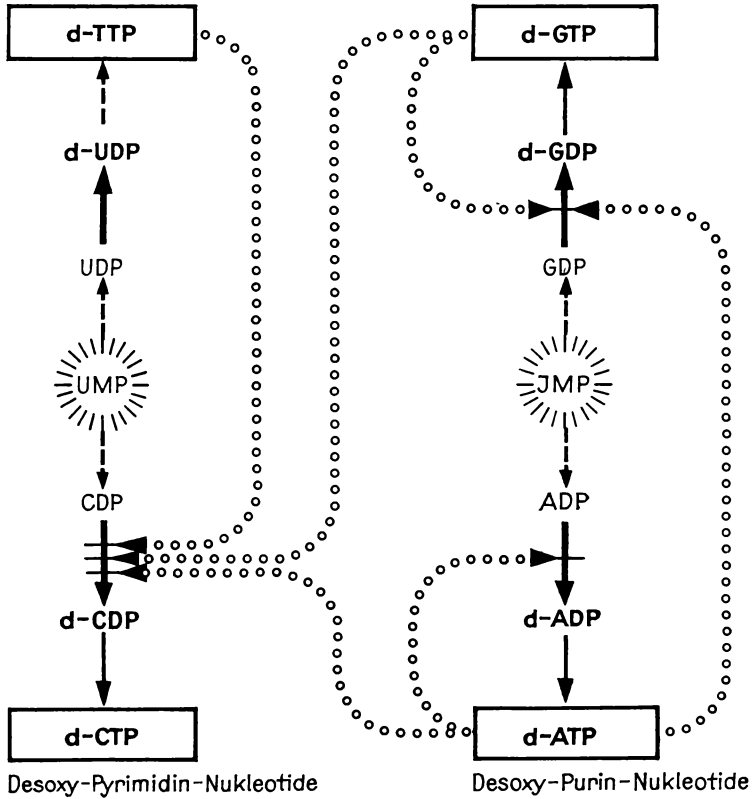 d-TTP
d-UDP
UDP
UMP
CDP
d-CDP
d-CTP
Desoxy-Pyrimidin-Nukleotide
d-GTP
d-GDP
GDP
JMP
ADP
d-ADP
d-ATP
Desoxy-Purin-Nukleotide